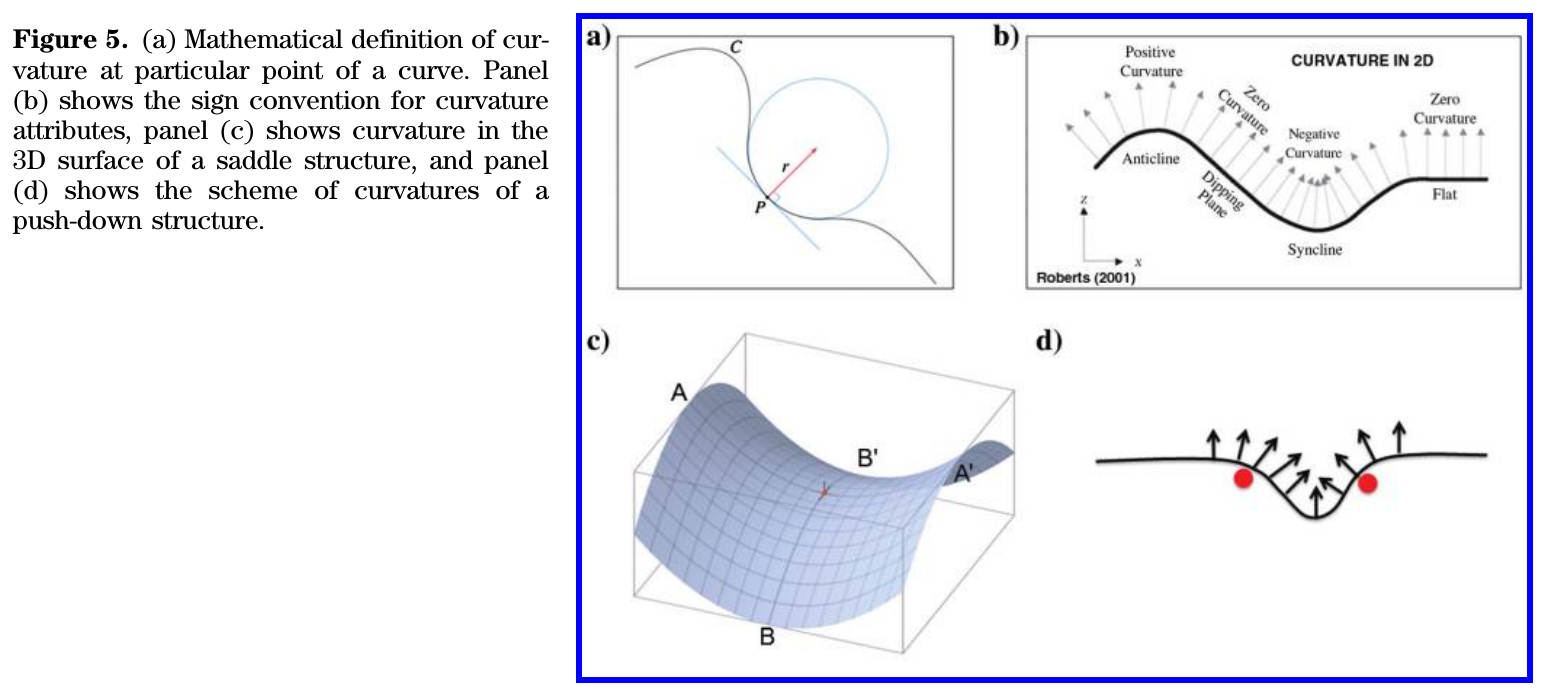 Figure 5. (a) Mathematical definition of cur-
vature at particular point of a curve. Panel
(b) shows the sign convention for curvature
attributes, panel (c) shows curvature in the
3D surface of a saddle structure, and panel
(d) shows the scheme of curvatures of a
push-down structure.
a)
C
r
P
b)
CURVATURE IN 2D
Positive
Curvature
Zero
Curvature
Negative
Curvature
Zero
Curvature
Anticline
Dipping
Plane
Syncline
Flat
z
x
Roberts (2001)
c)
A
B'
A'
B
d)